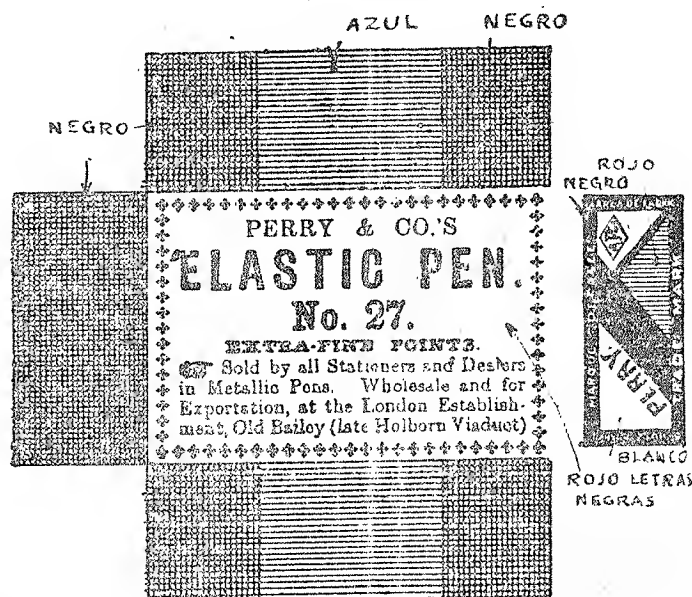 AZUL NEGRO
NEGRO
PERRY & CO.'S
ELASTIC PEN.
No. 27.
EXTRA-FINE POINTS.
Sold by all Stationers and Dealers
in Metallic Pens. Wholesale and for
Exportation, at the London Establish-
ment, Old Bailey (late Holborn Viaduct)
ROJO
NEGRO
PERRY.
BLANCO
ROJO LETRAS
NEGRAS